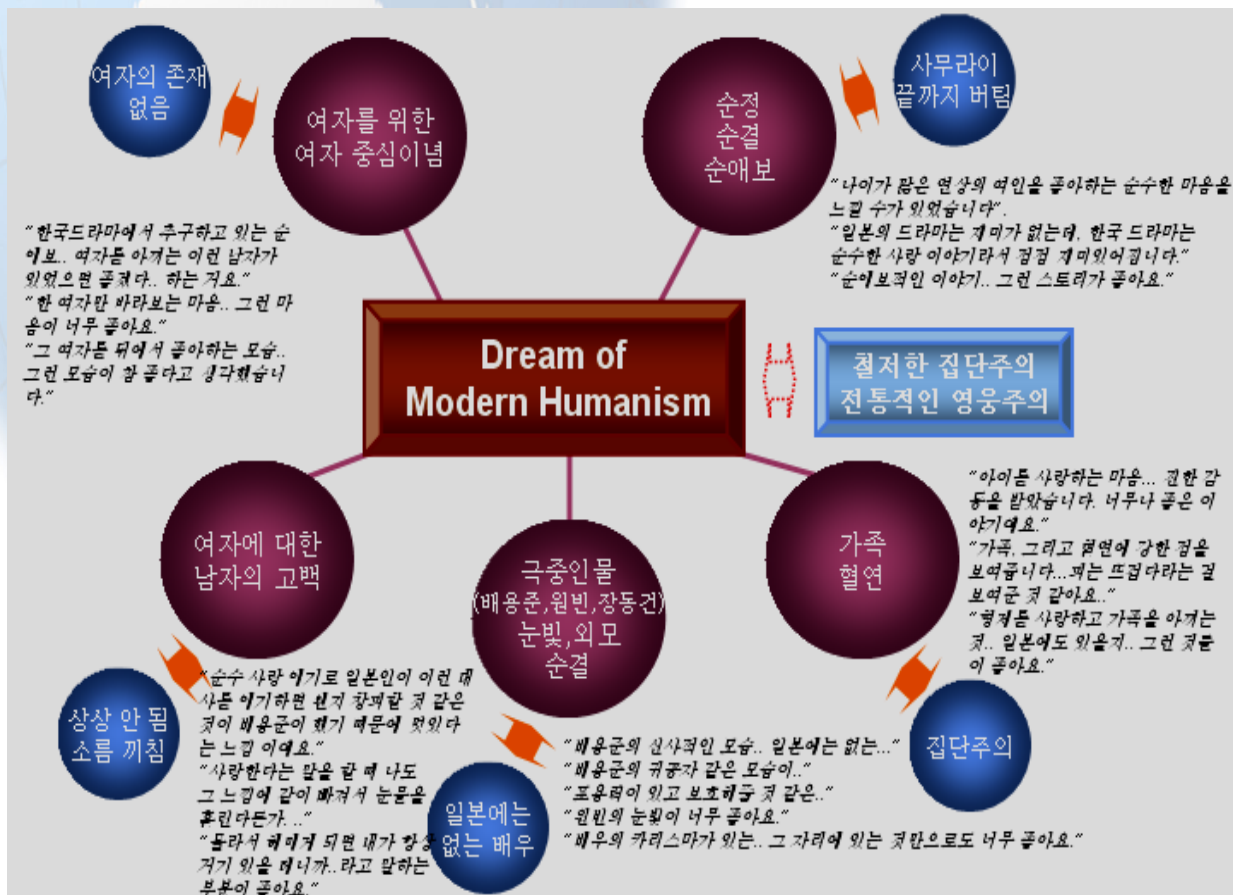 여자의 존재
없음
여자를 위한
여자 중심이념
순정
순결
순애보
사무라이
끝까지 버팀
"한국드라마에서 추구하고 있는 순
애보.. 여자를 아끼는 이런 남자가
있었으면 좋겠다.. 하는 거요."
"한 여자만 바라보는 마음.. 그런 마
음이 너무 좋아요."
"그 여자를 뒤에서 좋아하는 모습..
그런 모습이 참 좋다고 생각했습니
다."
"나이가 많은 연상의 여인을 좋아하는 순수한 마음을
느낄 수가 있었습니다".
"일본의 드라마는 재미가 없는데, 한국 드라마는
순수한 사랑 이야기라서 점점 재미있어집니다."
"순애보적인 이야기.. 그런 스토리가 좋아요."
Dream of
Modern Humanism
철저한 집단주의
전통적인 영웅주의
여자에 대한
남자의 고백
극중인물
(배용준,원빈,장동건)
눈빛,외모
순결
가족
혈연
"아이를 사랑하는 마음... 진한 감
동을 받았습니다. 너무나 좋은 이
야기예요."
"가족, 그리고 혈연에 강한 점을
보여줍니다...피는 뜨겁다라는 걸
보여준 것 같아요.."
"형제를 사랑하고 가족을 아끼는
것.. 일본에도 있을지.. 그런 것들
이 좋아요."
상상 안 됨
소름 끼침
"순수 사랑 얘기로 일본인이 이런 대
사를 얘기하면 왠지 창피할 것 같은
것이 배용준이 했기 때문에 멋있다
는 느낌 이예요."
"사랑한다는 말을 할 때 나도
그 느낌에 같이 빠져서 눈물을
흘린다든가...."
"돌라서 헤매게 되면 내가 항상
거기 있을 테니까..라고 말하는
부분이 좋아요."
일본에는
없는 배우
"배용준의 신사적인 모습.. 일본에는 없는..."
"배용준의 귀공자 같은 모습이.."
"포용력이 있고 보호해줄 것 같은.."
"원빈의 눈빛이 너무 좋아요."
"배우의 카리스마가 있는.. 그 자리에 있는 것만으로도 너무 좋아요."
집단주의